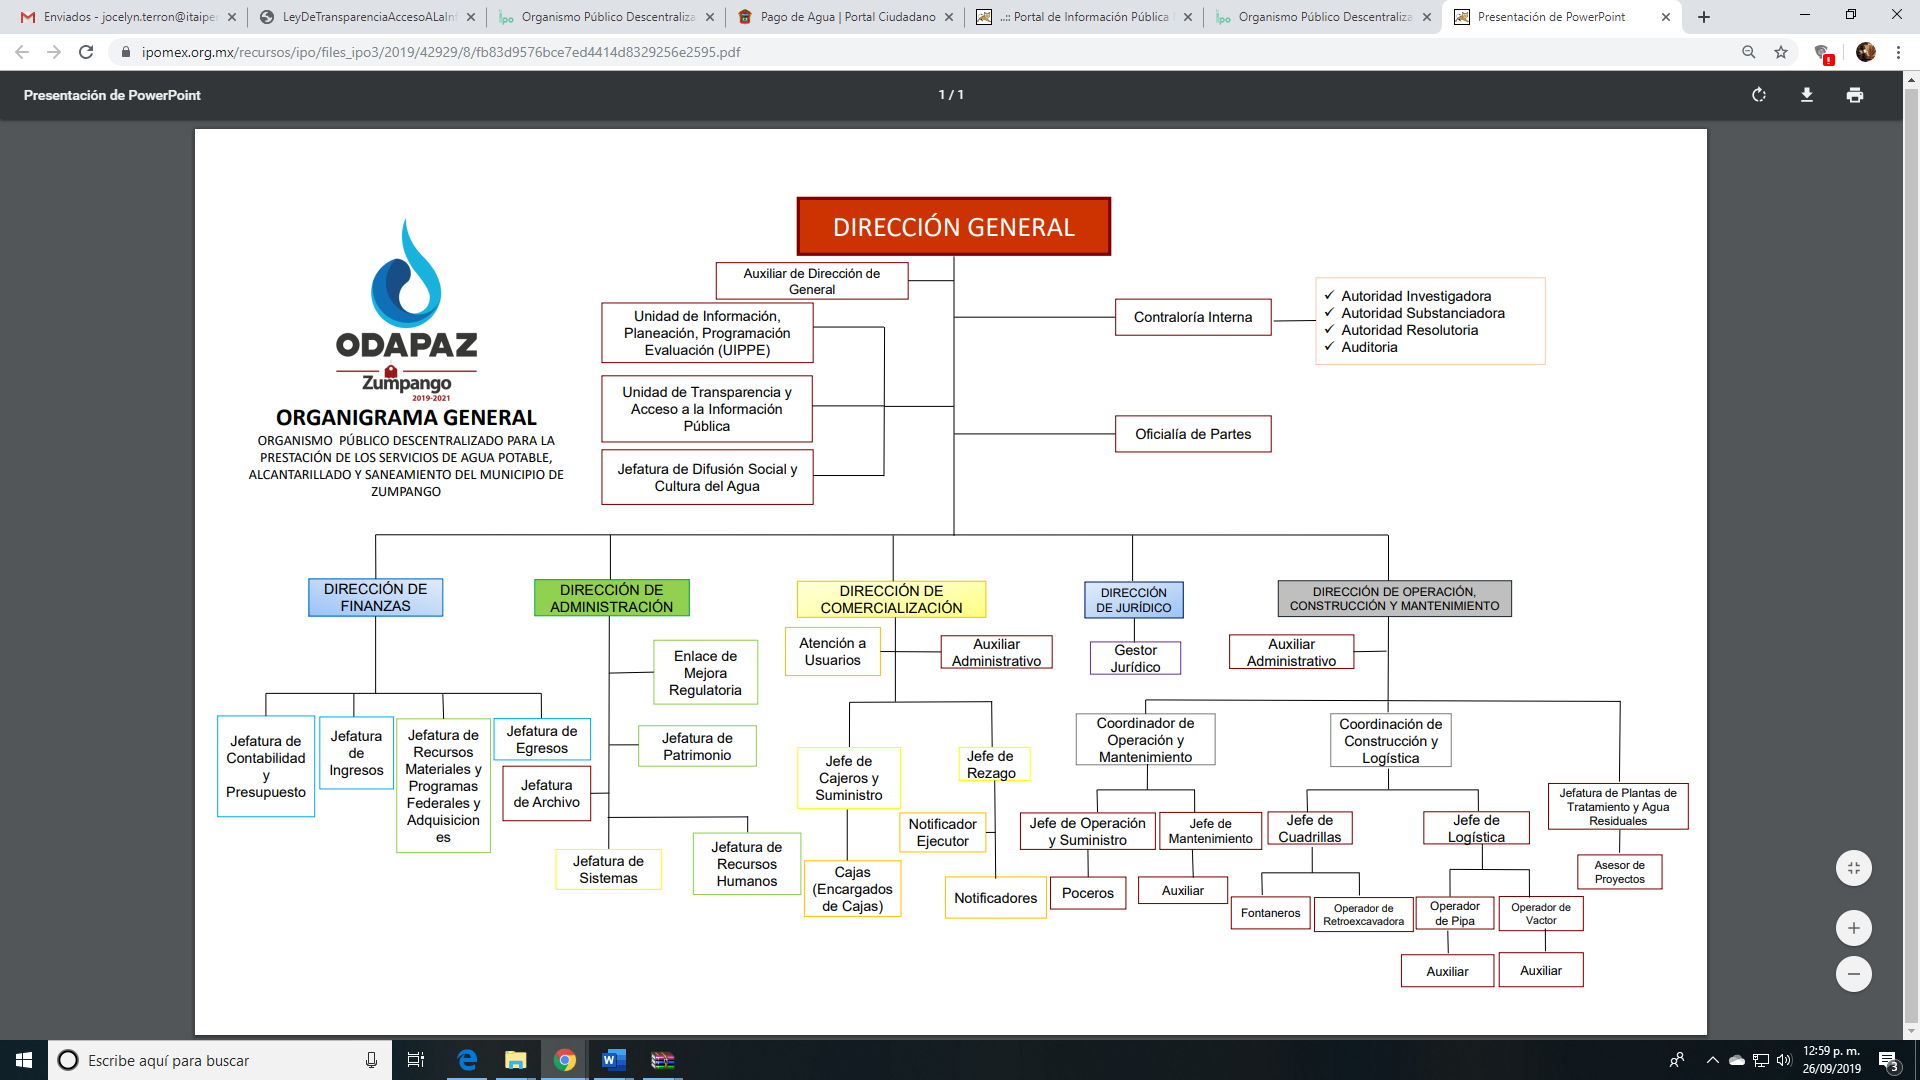 Enviados - jocelyn.terron@itaiper
LeyDeTransparenciaAccesoALaInf
Organismo Público Descentraliza
Pago de Agua | Portal Ciudadano
..:: Portal de Información Pública
Organismo Público Descentraliza
Presentación de PowerPoint
ipomex.org.mx/recursos/ipo/files_ipo3/2019/42929/8/fb83d9576bce7ed4414d8329256e2595.pdf
Presentación de PowerPoint
1 / 1
DIRECCIÓN GENERAL
Auxiliar de Dirección de
General
Unidad de Información,
Planeación, Programación
Evaluación (UIPPE)
Unidad de Transparencia y
Acceso a la Información
Pública
Jefatura de Difusión Social y
Cultura del Agua
Contraloría Interna
✓ Autoridad Investigadora
✓ Autoridad Substanciadora
✓ Autoridad Resolutoria
✓ Auditoria
Oficialía de Partes
ODAPAZ
Zumpango
2019-2021
ORGANIGRAMA GENERAL
ORGANISMO PÚBLICO DESCENTRALIZADO PARA LA
PRESTACIÓN DE LOS SERVICIOS DE AGUA POTABLE,
ALCANTARILLADO Y SANEAMIENTO DEL MUNICIPIO DE
ZUMPANGO
DIRECCIÓN DE
FINANZAS
Jefatura de
Contabilidad
y
Presupuesto
Jefatura
de
Ingresos
Jefatura de
Recursos
Materiales y
Programas
Federales y
Adquisicion
es
Jefatura de
Egresos
DIRECCIÓN DE
ADMINISTRACIÓN
Enlace de
Mejora
Regulatoria
Jefatura de
Patrimonio
Jefatura
de Archivo
Jefatura de
Sistemas
Jefatura de
Recursos
Humanos
DIRECCIÓN DE
COMERCIALIZACIÓN
Atención a
Usuarios
Auxiliar
Administrativo
Jefe de
Cajeros y
Suministro
Jefe de
Rezago
Notificador
Ejecutor
Cajas
(Encargados
de Cajas)
Notificadores
DIRECCIÓN
DE JURÍDICO
Gestor
Jurídico
DIRECCIÓN DE OPERACIÓN,
CONSTRUCCIÓN Y MANTENIMIENTO
Auxiliar
Administrativo
Coordinador de
Operación y
Mantenimiento
Coordinación de
Construcción y
Logística
Jefatura de Plantas de
Tratamiento y Agua
Residuales
Jefe de Operación
y Suministro
Jefe de
Mantenimiento
Jefe de
Cuadrillas
Jefe de
Logística
Asesor de
Proyectos
Poceros
Auxiliar
Fontaneros
Operador de
Retroexcavadora
Operador
de Pipa
Operador de
Vactor
Auxiliar
Auxiliar
Escribe aquí para buscar
12:59 p. m.
26/09/2019
3